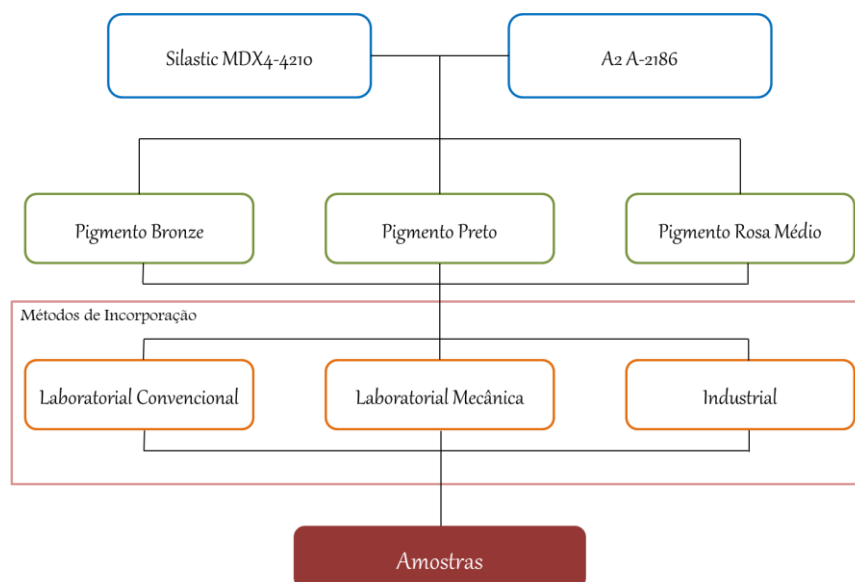 Silastic MDX4-4210
A2 A-2186
Pigmento Bronze
Pigmento Preto
Pigmento Rosa Médio
Métodos de Incorporação
Laboratorial Convencional
Laboratorial Mecânica
Industrial
Amostras